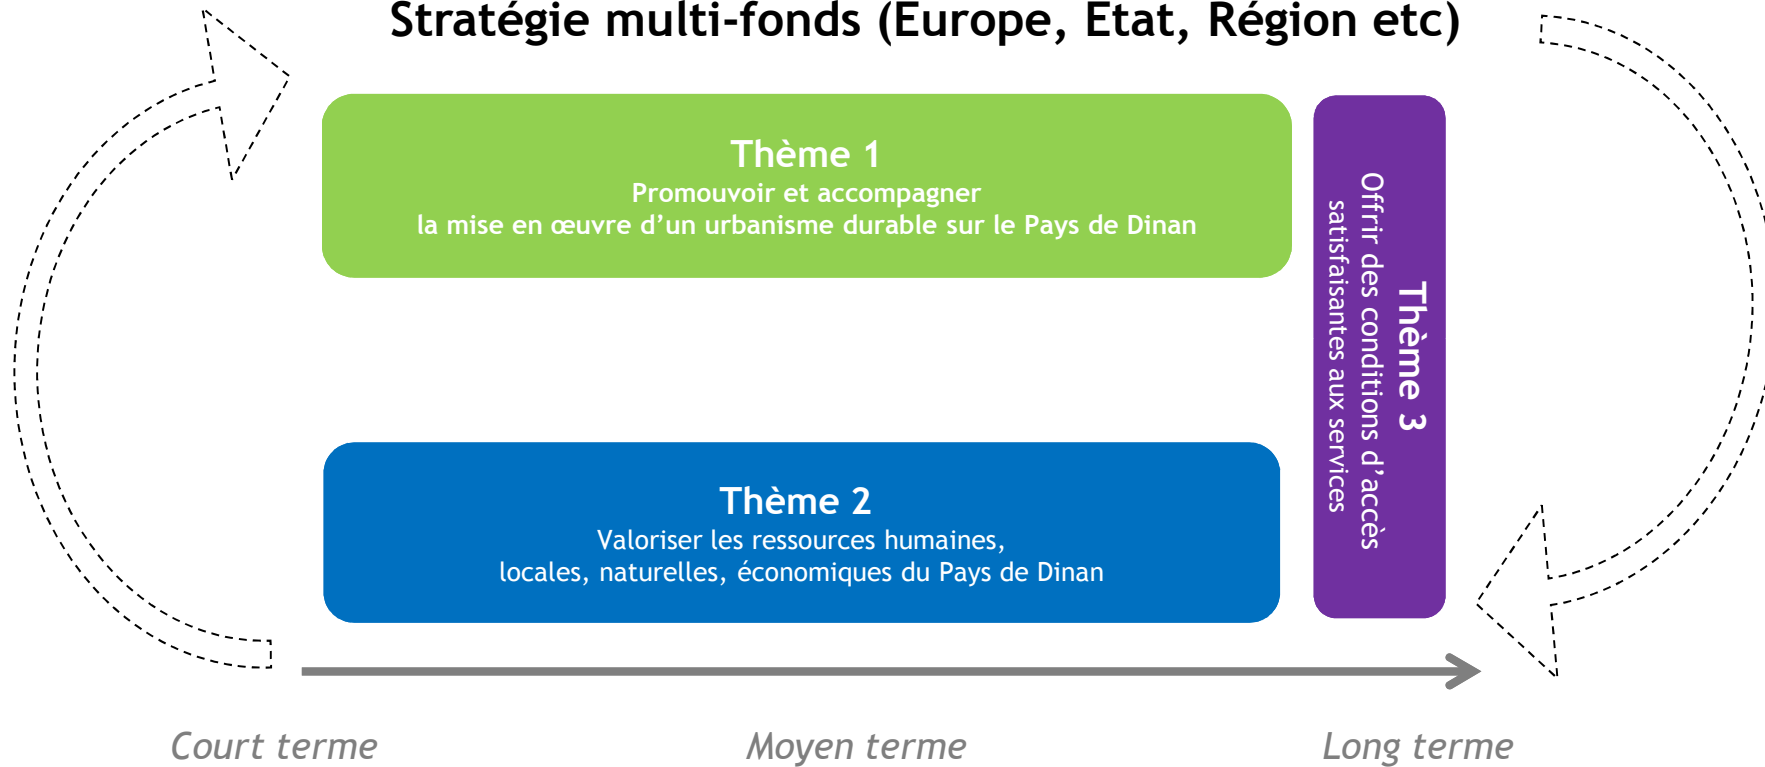 Stratégie multi-fonds (Europe, Etat, Région etc)
Thème 1
Promouvoir et accompagner
la mise en œuvre d’un urbanisme durable sur le Pays de Dinan
Thème 3
Offrir des conditions d’accès
satisfaisantes aux services
Thème 2
Valoriser les ressources humaines,
locales, naturelles, économiques du Pays de Dinan
Court terme
Moyen terme
Long terme